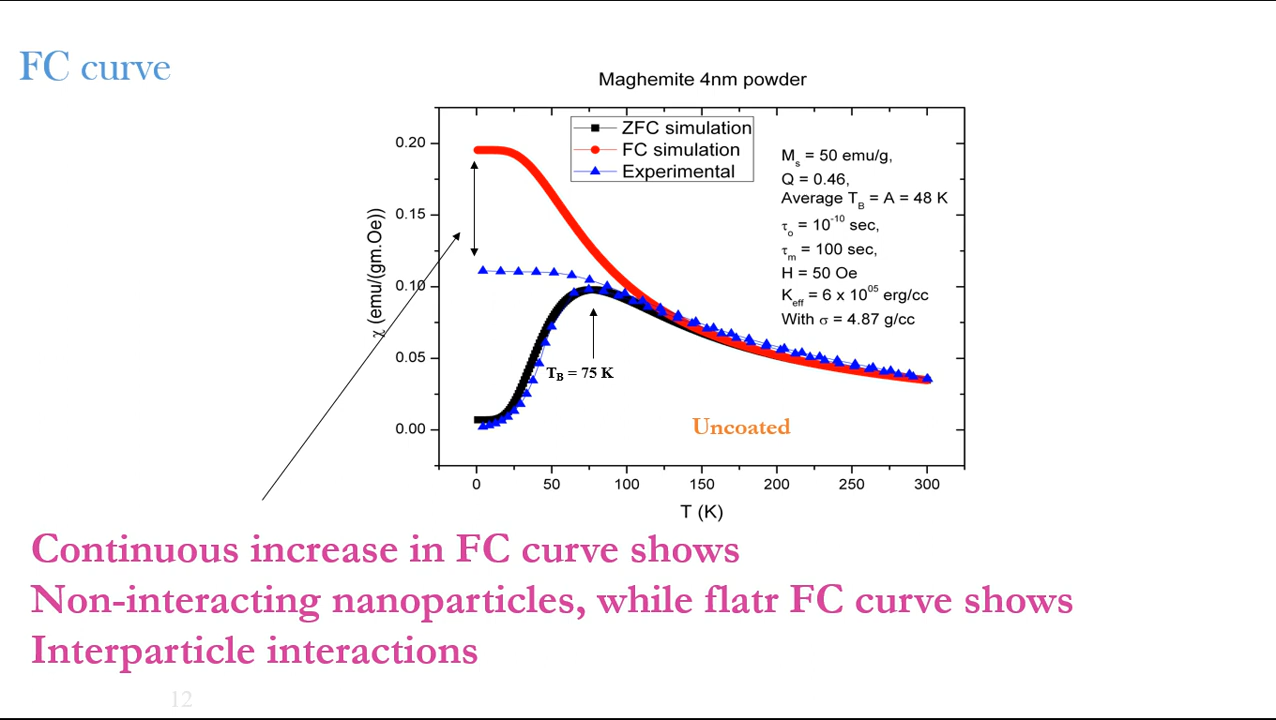 FC curve
Maghemite 4nm powder
ZFC simulation
FC simulation
Experimental
Ms = 50 emu/g,
Q = 0.46,
Average TB = A = 48 K
τo = 10-10 sec,
τm = 100 sec,
H = 50 Oe
Keff = 6 x 1005 erg/cc
With σ = 4.87 g/cc
χ (emu/(gm.Oe))
0.20
0.15
0.10
0.05
0.00
TB = 75 K
Uncoated
0 50 100 150 200 250 300
T (K)
Continuous increase in FC curve shows
Non-interacting nanoparticles, while flatr FC curve shows
Interparticle interactions
12